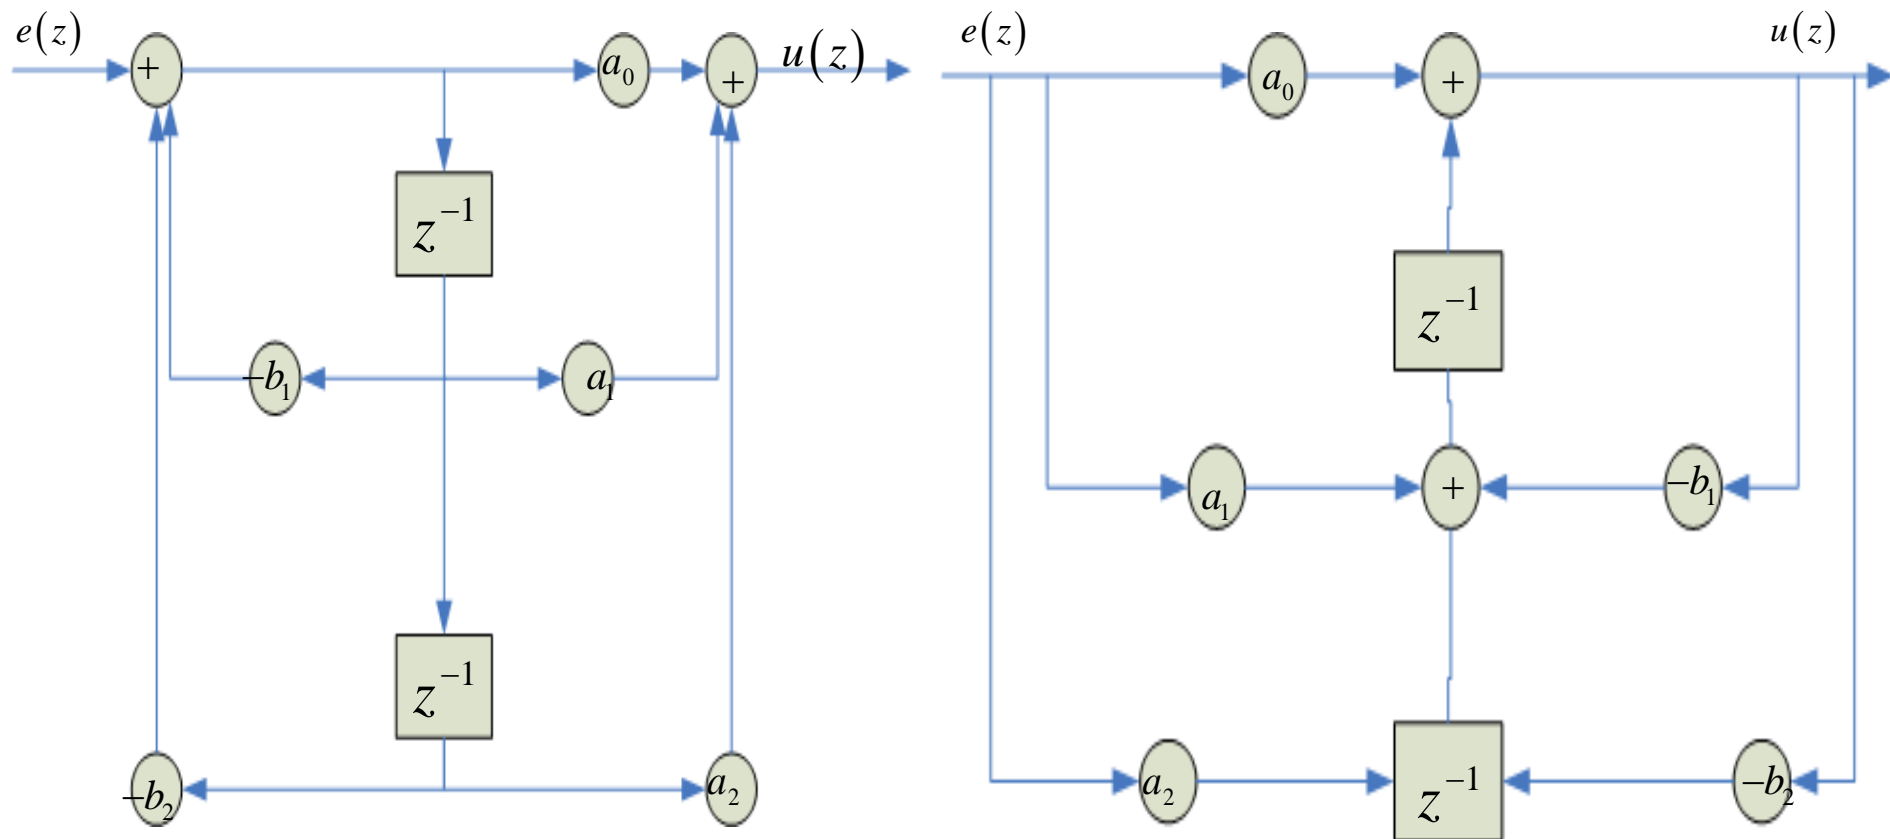 e(z)
+
a₀
+
u(z)
z⁻¹
−b₁
a₁
z⁻¹
−b₂
a₂
e(z)
u(z)
a₀
+
z⁻¹
a₁
+
−b₁
a₂
z⁻¹
−b₂